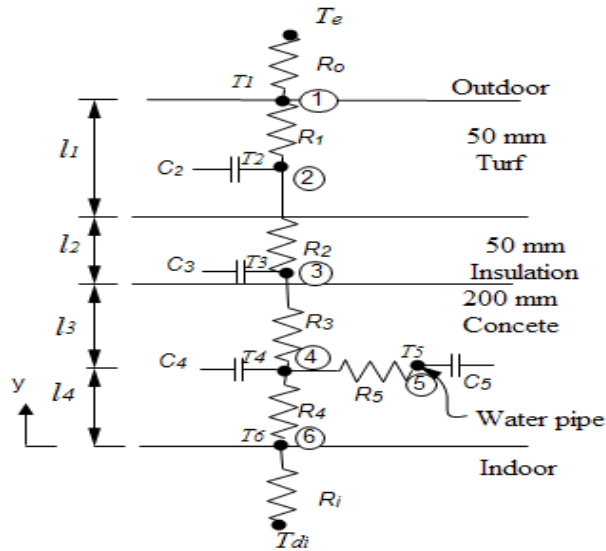 Te
Ro
T1
1
Outdoor
l1
R1
50 mm
Turf
C2
T2
2
l2
R2
50 mm
Insulation
C3
T3
3
200 mm
Concete
l3
R3
C4
T4
4
T5
C5
R5
5
Water pipe
y
l4
R4
T6
6
Indoor
Ri
Tdi